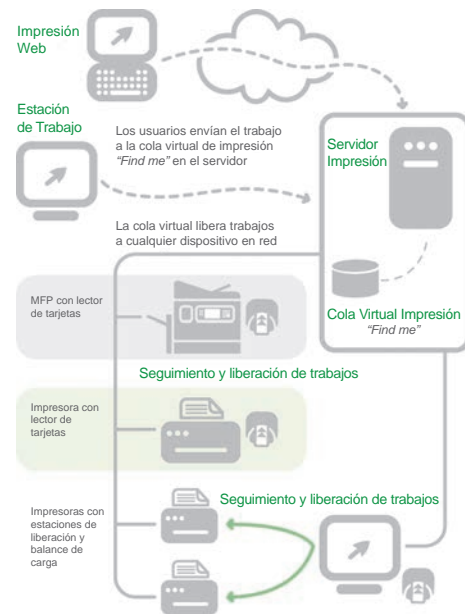 Impresión
Web
Estación
de Trabajo
Los usuarios envían el trabajo
a la cola virtual de impresión
“Find me” en el servidor
Servidor
Impresión
La cola virtual libera trabajos
a cualquier dispositivo en red
MFP con lector
de tarjetas
Cola Virtual Impresión
“Find me”
Seguimiento y liberación de trabajos
Impresora con
lector de
tarjetas
Seguimiento y liberación de trabajos
Impresoras con
estaciones de
liberación y
balance de
carga